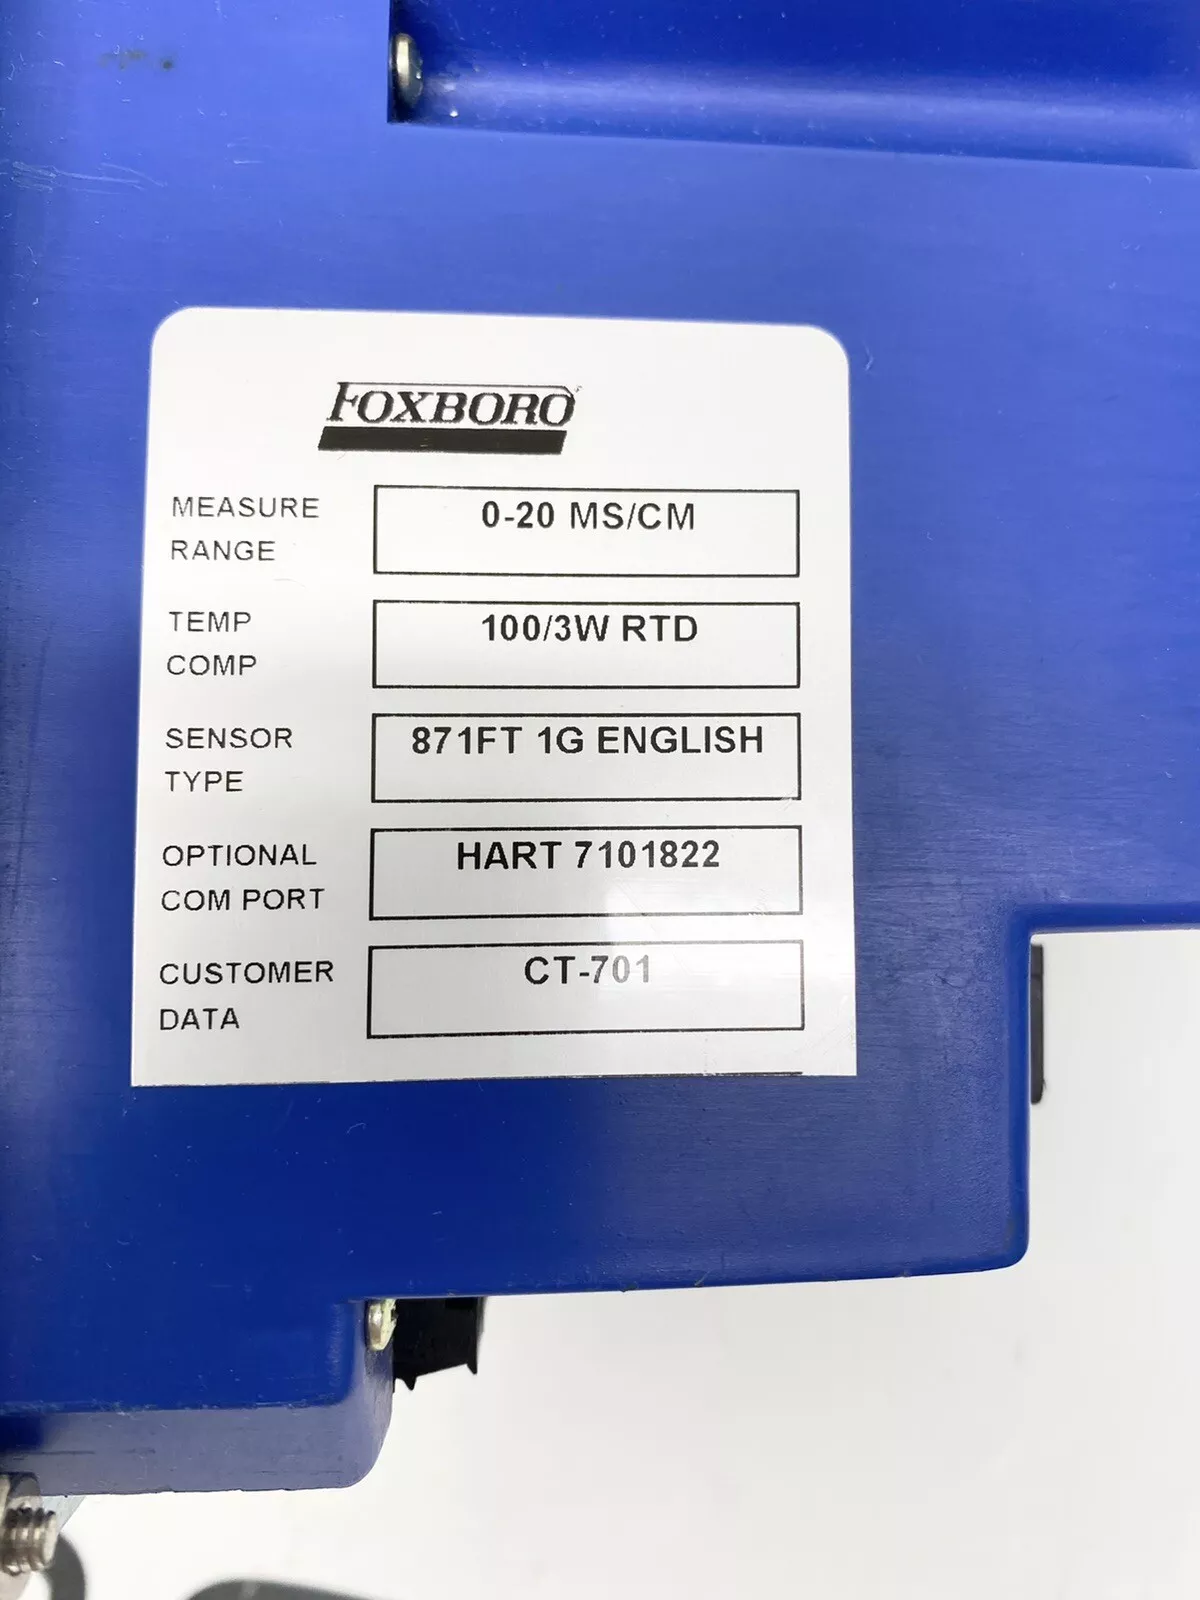 FOXBORO
MEASURE RANGE
0-20 MS/CM
TEMP COMP
100/3W RTD
SENSOR TYPE
871FT 1G ENGLISH
OPTIONAL COM PORT
HART 7101822
CUSTOMER DATA
CT-701